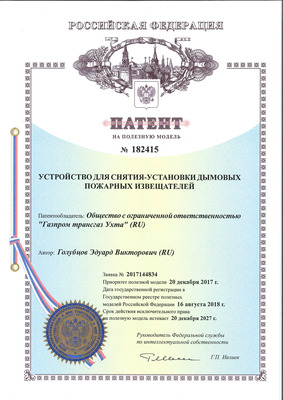 РОССИЙСКАЯ ФЕДЕРАЦИЯ
ПАТЕНТ
НА ПОЛЕЗНУЮ МОДЕЛЬ
№ 182415
УСТРОЙСТВО ДЛЯ СНЯТИЯ-УСТАНОВКИ ДЫМОВЫХ
ПОЖАРНЫХ ИЗВЕЩАТЕЛЕЙ
Патентообладатель: Общество с ограниченной ответственностью
"Газпром трансгаз Ухта" (RU)
Автор: Голубцов Эдуард Викторович (RU)
Заявка № 2017144834
Приоритет полезной модели 20 декабря 2017 г.
Дата государственной регистрации в
Государственном реестре полезных
моделей Российской Федерации 16 августа 2018 г.
Срок действия исключительного права
на полезную модель истекает 20 декабря 2027 г.
Руководитель Федеральной службы
по интеллектуальной собственности
Г.П. Ивлиев